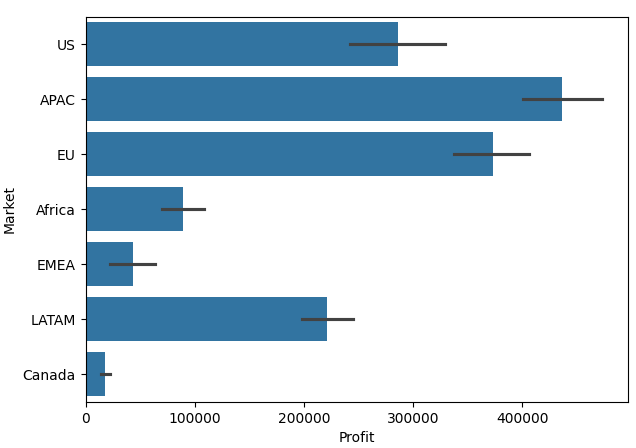 US
APAC
EU
Africa
EMEA
LATAM
Canada
Market
0 100000 200000 300000 400000
Profit